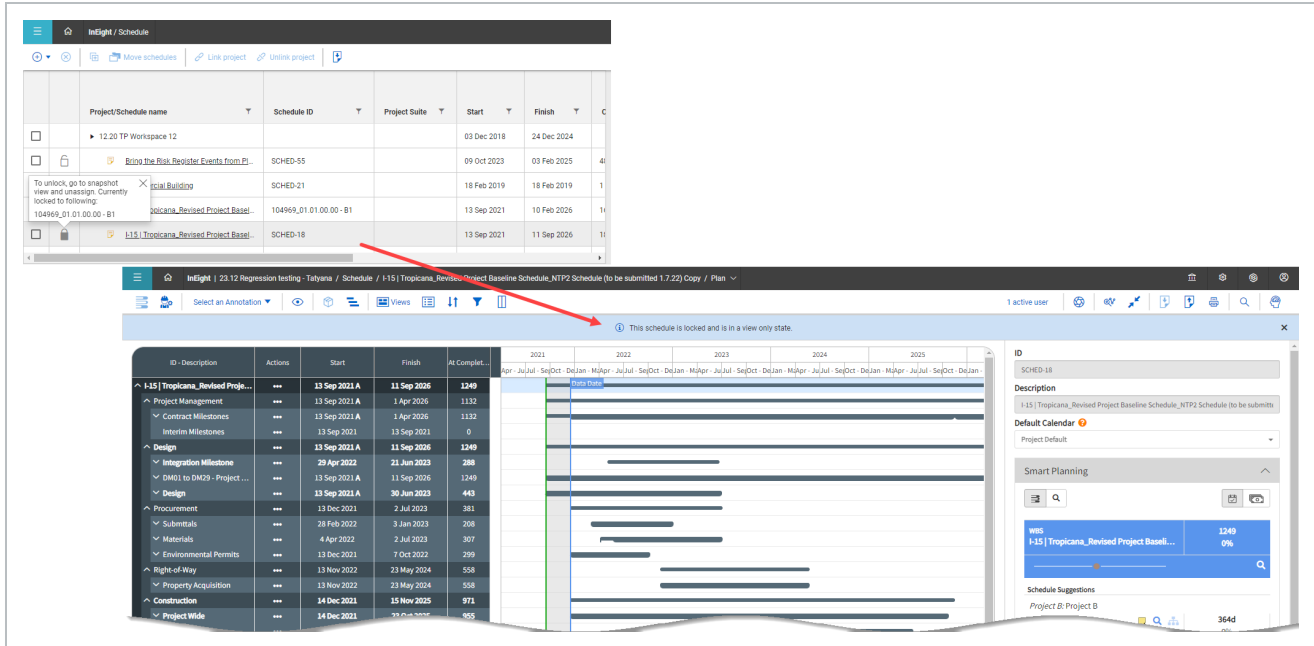 InEight / Schedule
Move schedules Link project Unlink project
Project/Schedule name Schedule ID Project Suite Start Finish
12.20 TP Workspace 12 03 Dec 2018 24 Dec 2024
Bring the Risk Register Events from Pl... SCHED-55 09 Oct 2023 03 Feb 2025
rcial Building SCHED-21 18 Feb 2019 18 Feb 2019 1
To unlock, go to snapshot
view and unassign. Currently
locked to following:
104969_01.01.00.00 - B1
opicana_Revised Project Basel... 104969_01.01.00.00 - B1 13 Sep 2021 10 Feb 2026
I-15 | Tropicana_Revised Project Basel... SCHED-18 13 Sep 2021 11 Sep 2026
InEight | 23.12 Regression testing - Tatyana / Schedule / I-15 | Tropicana_Revised Project Baseline Schedule_NTP2 Schedule (to be submitted 1.7.22) Copy / Plan
Select an Annotation Views 1 active user
This schedule is locked and is in a view only state.
ID - Description Actions Start Finish At Complet...
2021 2022 2023 2024 2025
Data Date
I-15 | Tropicana_Revised Proje... 13 Sep 2021 A 11 Sep 2026 1249
Project Management 13 Sep 2021 A 1 Apr 2026 1132
Contract Milestones 13 Sep 2021 A 1 Apr 2026 1132
Interim Milestones 13 Sep 2021 13 Sep 2021 0
Design 13 Sep 2021 A 11 Sep 2026 1249
Integration Milestone 29 Apr 2022 21 Jun 2023 288
DM01 to DM29 - Project ... 13 Sep 2021 A 11 Sep 2026 1249
Design 13 Sep 2021 A 30 Jun 2023 443
Procurement 13 Dec 2021 2 Jul 2023 381
Submttals 28 Feb 2022 3 Jan 2023 208
Materials 4 Apr 2022 2 Jul 2023 307
Environmental Permits 13 Dec 2021 7 Oct 2022 299
Right-of-Way 13 Nov 2022 23 May 2024 558
Property Acquisition 13 Nov 2022 23 May 2024 558
Construction 14 Dec 2021 15 Nov 2025 971
Project Wide 14 Dec 2021 955
ID
SCHED-18
Description
I-15 | Tropicana_Revised Project Baseline Schedule_NTP2 Schedule (to be submitte
Default Calendar
Project Default
Smart Planning
WBS 1249
I-15 | Tropicana_Revised Project Baseli... 0%
Schedule Suggestions
Project B: Project B
364d